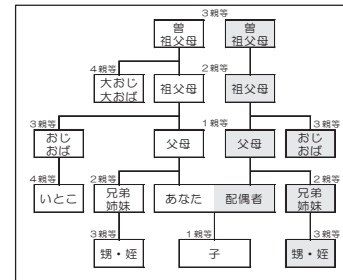 3親等
曽
祖父母
曽
祖父母
4親等
大おじ
大おば
2親等
祖父母
祖父母
3親等
おじ
おば
1親等
父母
父母
3親等
おじ
おば
4親等
いとこ
2親等
兄弟
姉妹
あなた
配偶者
2親等
兄弟
姉妹
3親等
甥・姪
1親等
子
3親等
甥・姪